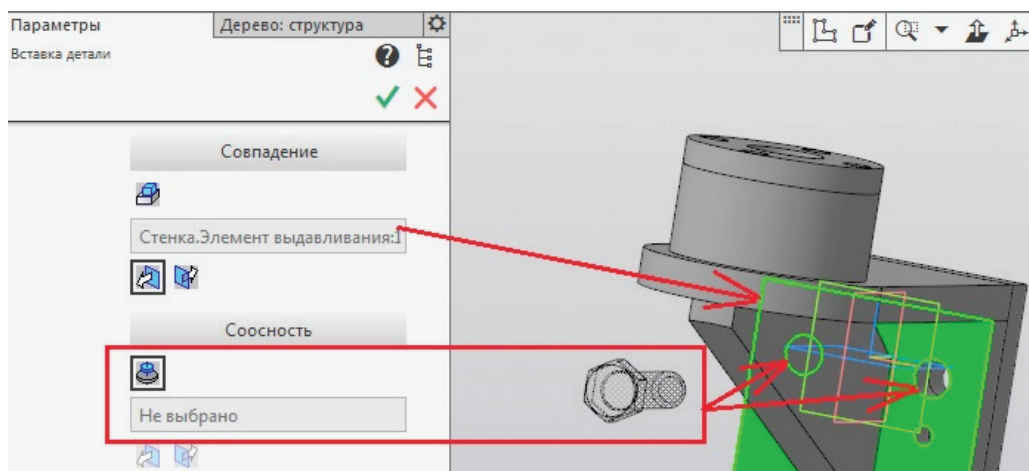 Параметры
Дерево: структура
Вставка детали
Совпадение
Стенка.Элемент выдавливания:1
Соосность
Не выбрано